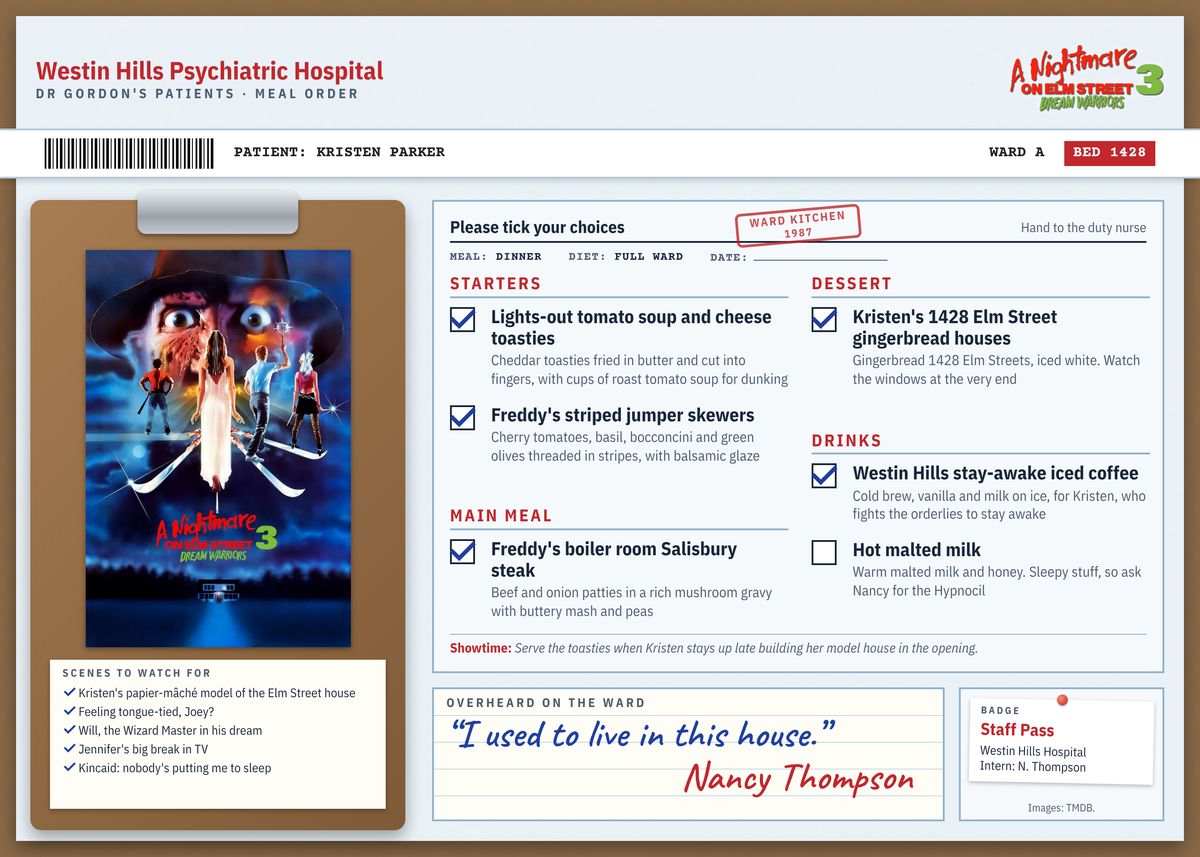 Westin Hills Psychiatric Hospital
DR GORDON'S PATIENTS · MEAL ORDER
A Nightmare
ON ELM STREET 3
DREAM WARRIORS
PATIENT: KRISTEN PARKER
WARD A
BED 1428
A Nightmare
ON ELM STREET 3
DREAM WARRIORS
SCENES TO WATCH FOR
Kristen's papier-mâché model of the Elm Street house
Feeling tongue-tied, Joey?
Will, the Wizard Master in his dream
Jennifer's big break in TV
Kincaid: nobody's putting me to sleep
Please tick your choices
WARD KITCHEN
1987
Hand to the duty nurse
MEAL: DINNER
DIET: FULL WARD
DATE:
STARTERS
Lights-out tomato soup and cheese
toasties
Cheddar toasties fried in butter and cut into
fingers, with cups of roast tomato soup for dunking
Freddy's striped jumper skewers
Cherry tomatoes, basil, bocconcini and green
olives threaded in stripes, with balsamic glaze
MAIN MEAL
Freddy's boiler room Salisbury
steak
Beef and onion patties in a rich mushroom gravy
with buttery mash and peas
DESSERT
Kristen's 1428 Elm Street
gingerbread houses
Gingerbread 1428 Elm Streets, iced white. Watch
the windows at the very end
DRINKS
Westin Hills stay-awake iced coffee
Cold brew, vanilla and milk on ice, for Kristen, who
fights the orderlies to stay awake
Hot malted milk
Warm malted milk and honey. Sleepy stuff, so ask
Nancy for the Hypnocil
Showtime: Serve the toasties when Kristen stays up late building her model house in the opening.
OVERHEARD ON THE WARD
“I used to live in this house.”
Nancy Thompson
BADGE
Staff Pass
Westin Hills Hospital
Intern: N. Thompson
Images: TMDB.